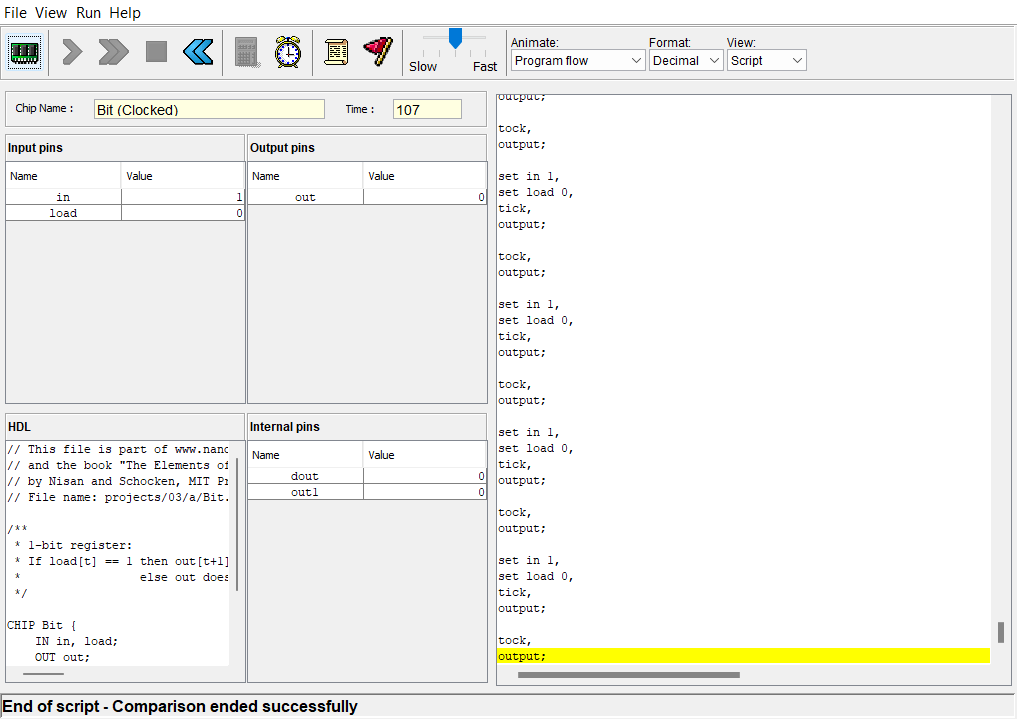 File View Run Help
Slow Fast
Animate: Format: View:
Program flow Decimal Script
Chip Name : Bit (Clocked) Time : 107
Input pins
Name Value
in 1
load 0
Output pins
Name Value
out 0
HDL
// This file is part of www.nand
// and the book "The Elements of
// by Nisan and Schocken, MIT Pr
// File name: projects/03/a/Bit.
/**
* 1-bit register:
* If load[t] == 1 then out[t+1]
* else out does
*/
CHIP Bit {
IN in, load;
OUT out;
Internal pins
Name Value
dout 0
out1 0
output;
tock,
output;
set in 1,
set load 0,
tick,
output;
tock,
output;
set in 1,
set load 0,
tick,
output;
tock,
output;
set in 1,
set load 0,
tick,
output;
tock,
output;
set in 1,
set load 0,
tick,
output;
tock,
output;
End of script - Comparison ended successfully